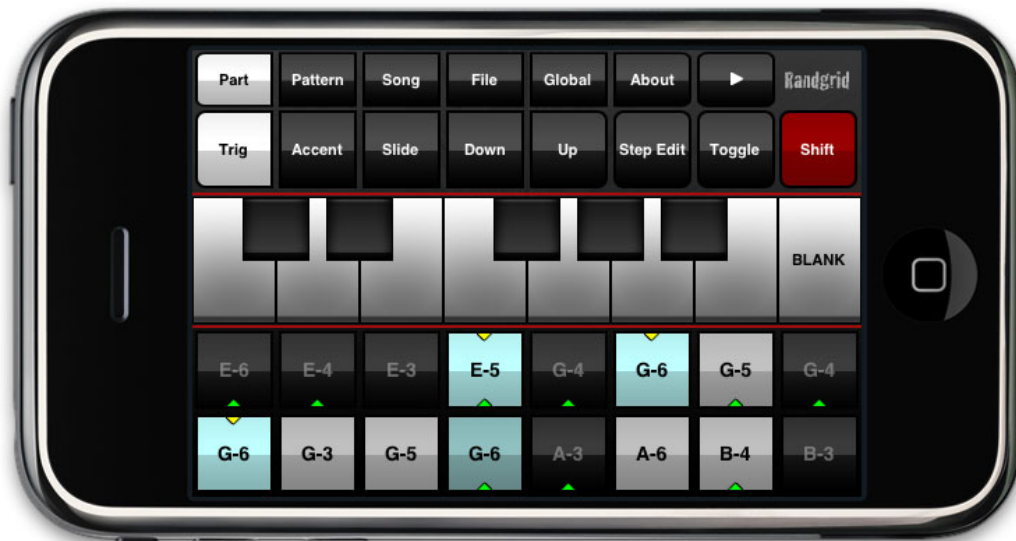 Part Pattern Song File Global About Randgrid
Trig Accent Slide Down Up Step Edit Toggle Shift
BLANK
E-6 E-4 E-3 E-5 G-4 G-6 G-5 G-4
G-6 G-3 G-5 G-6 A-3 A-6 B-4 B-3